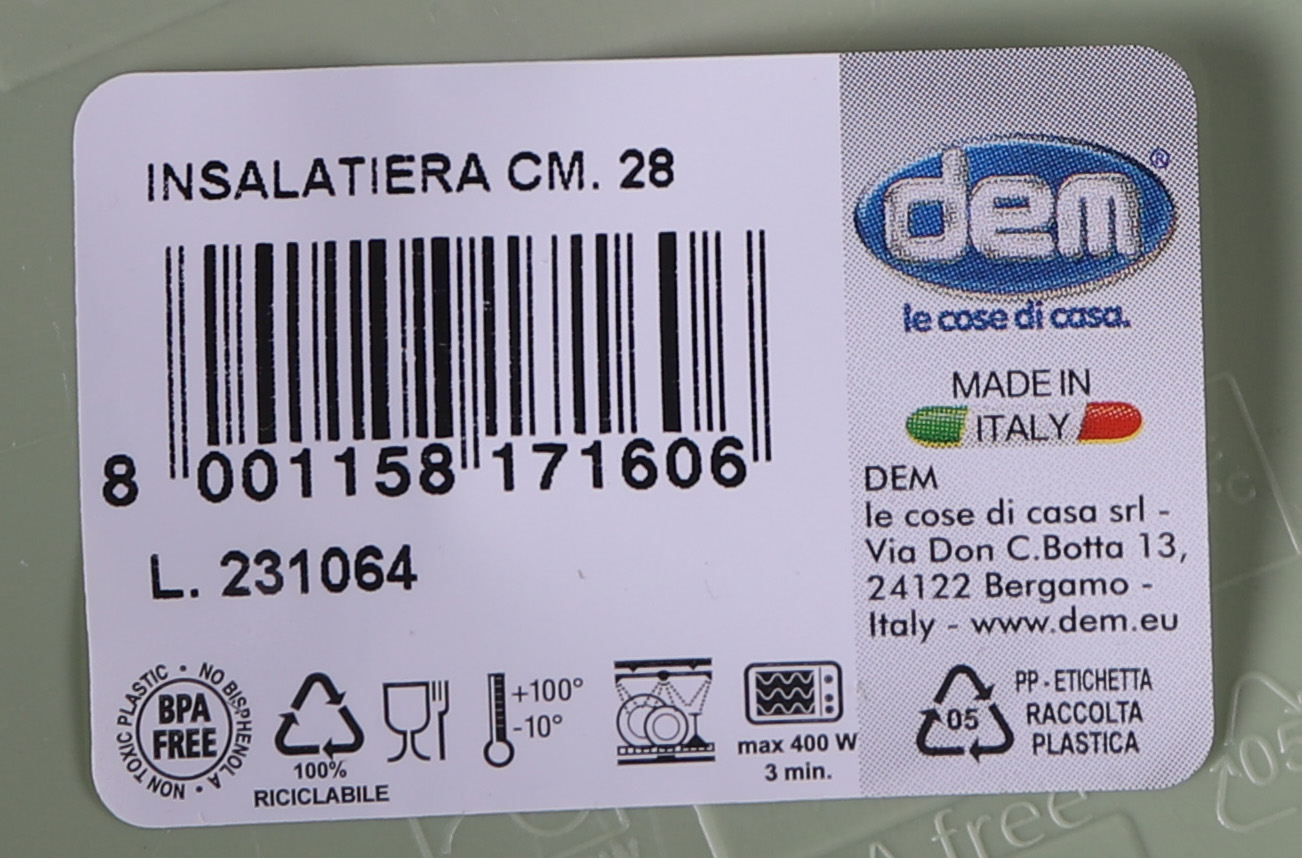 INSALATIERA CM. 28
8 001158 171606
L. 231064
NON TOXIC PLASTIC • NO BISPHENOL A •
BPA
FREE
100%
RICICLABILE
+100°
-10°
max 400 W
3 min.
dem®
le cose di casa.
MADE IN
ITALY
DEM
le cose di casa srl -
Via Don C.Botta 13,
24122 Bergamo -
Italy - www.dem.eu
05
PP - ETICHETTA
RACCOLTA
PLASTICA
05
A free